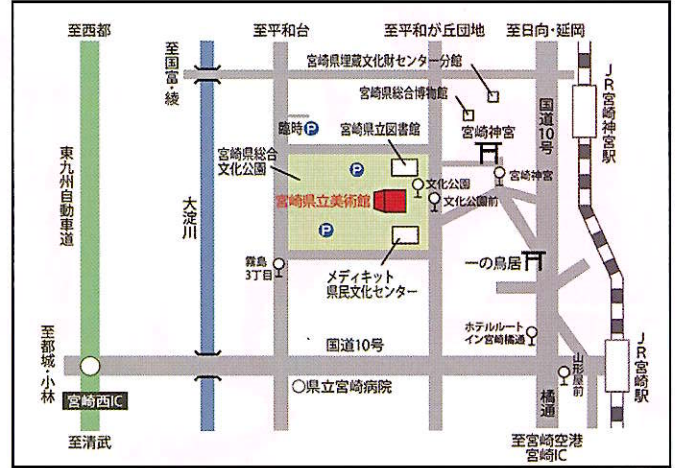 至西都
至平和台
至平和が丘団地
至日向・延岡
至国富・綾
宮崎県埋蔵文化財センター分館
宮崎県総合博物館
JR宮崎神宮駅
国道10号
臨時P
宮崎県立図書館
宮崎神宮
宮崎県総合
文化公園
P
文化公園
宮崎神宮
東九州自動車道
大淀川
宮崎県立美術館
文化公園前
P
霧島
3丁目
メディキット
県民文化センター
一の鳥居
ホテルルート
イン宮崎橘通
国道10号
至都城・小林
山形屋前
JR宮崎駅
宮崎西IC
県立宮崎病院
橘通
至清武
至宮崎空港
宮崎IC